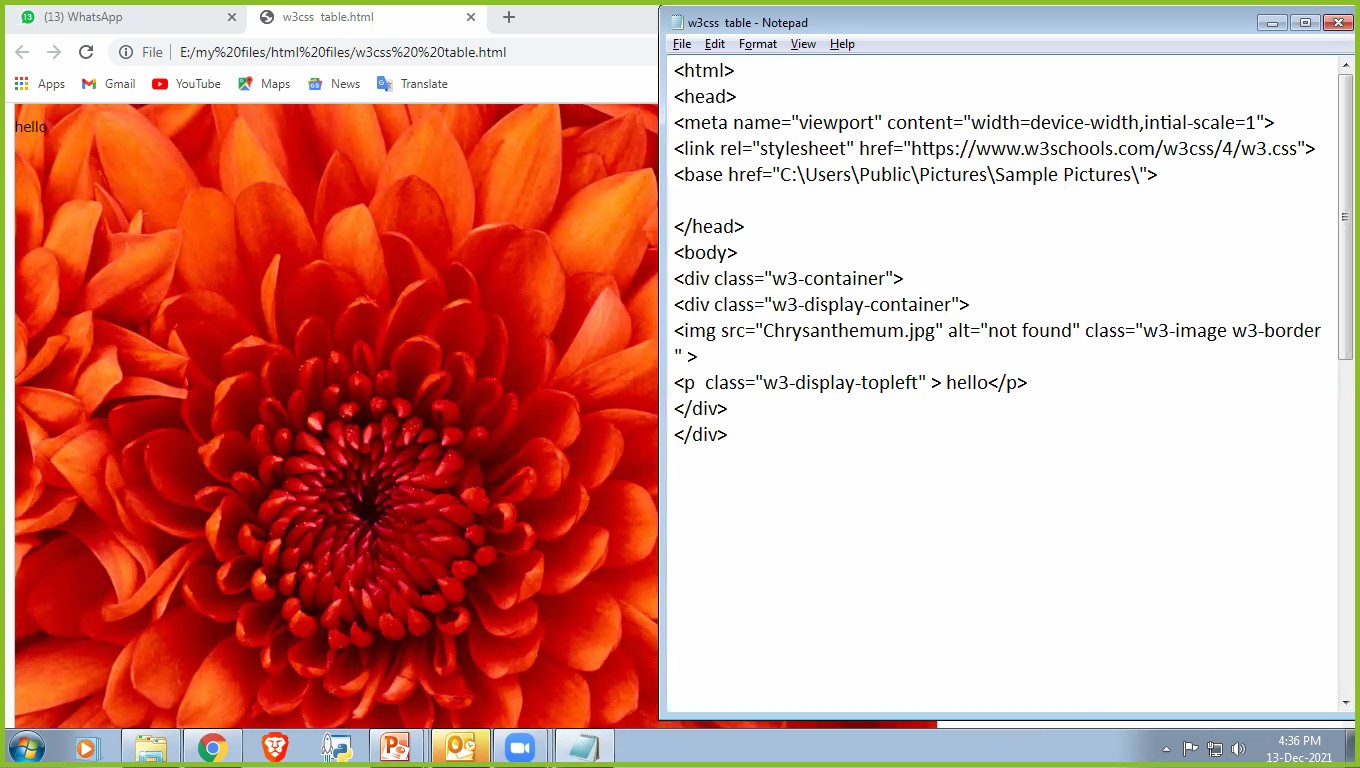 (13) WhatsApp
w3css table.html
File
E:/my%20files/html%20files/w3css%20%20table.html
Apps
Gmail
YouTube
Maps
News
Translate
hello
w3css table - Notepad
File Edit Format View Help
<html>
<head>
<meta name="viewport" content="width=device-width,intial-scale=1">
<link rel="stylesheet" href="https://www.w3schools.com/w3css/4/w3.css">
<base href="C:\Users\Public\Pictures\Sample Pictures\">
</head>
<body>
<div class="w3-container">
<div class="w3-display-container">
<img src="Chrysanthemum.jpg" alt="not found" class="w3-image w3-border
" >
<p  class="w3-display-topleft" > hello</p>
</div>
</div>
4:36 PM
13-Dec-2021